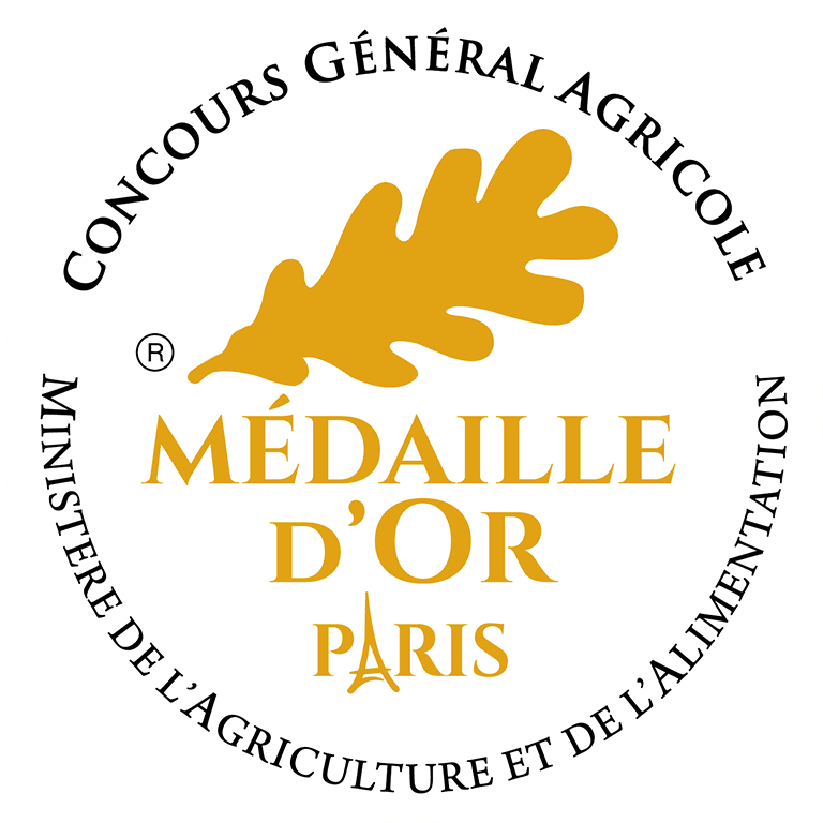 CONCOURS GÉNÉRAL AGRICOLE
®
MÉDAILLE
D'OR
PARIS
MINISTERE DE L'AGRICULTURE ET DE L'ALIMENTATION